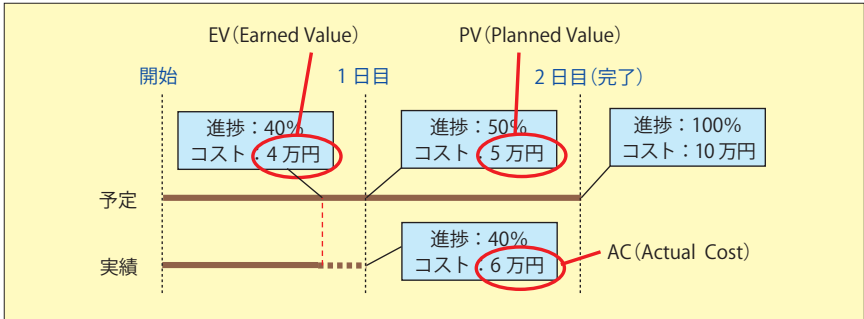 EV(Earned Value)
PV(Planned Value)
開始
1日目
2日目(完了)
進捗:40%
コスト:4万円
進捗:50%
コスト:5万円
進捗:100%
コスト:10万円
予定
実績
進捗:40%
コスト:6万円
AC(Actual Cost)